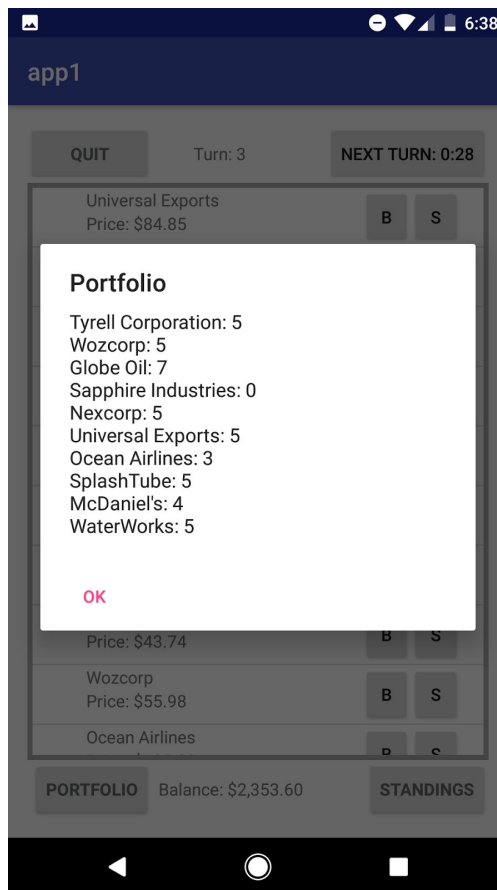 6:38
app1
QUIT
Turn: 3
NEXT TURN: 0:28
Universal Exports
Price: $84.85
B
S
Portfolio
Tyrell Corporation: 5
Wozcorp: 5
Globe Oil: 7
Sapphire Industries: 0
Nexcorp: 5
Universal Exports: 5
Ocean Airlines: 3
SplashTube: 5
McDaniel's: 4
WaterWorks: 5
OK
Price: $43.74
B
S
Wozcorp
Price: $55.98
B
S
Ocean Airlines
B
S
PORTFOLIO
Balance: $2,353.60
STANDINGS